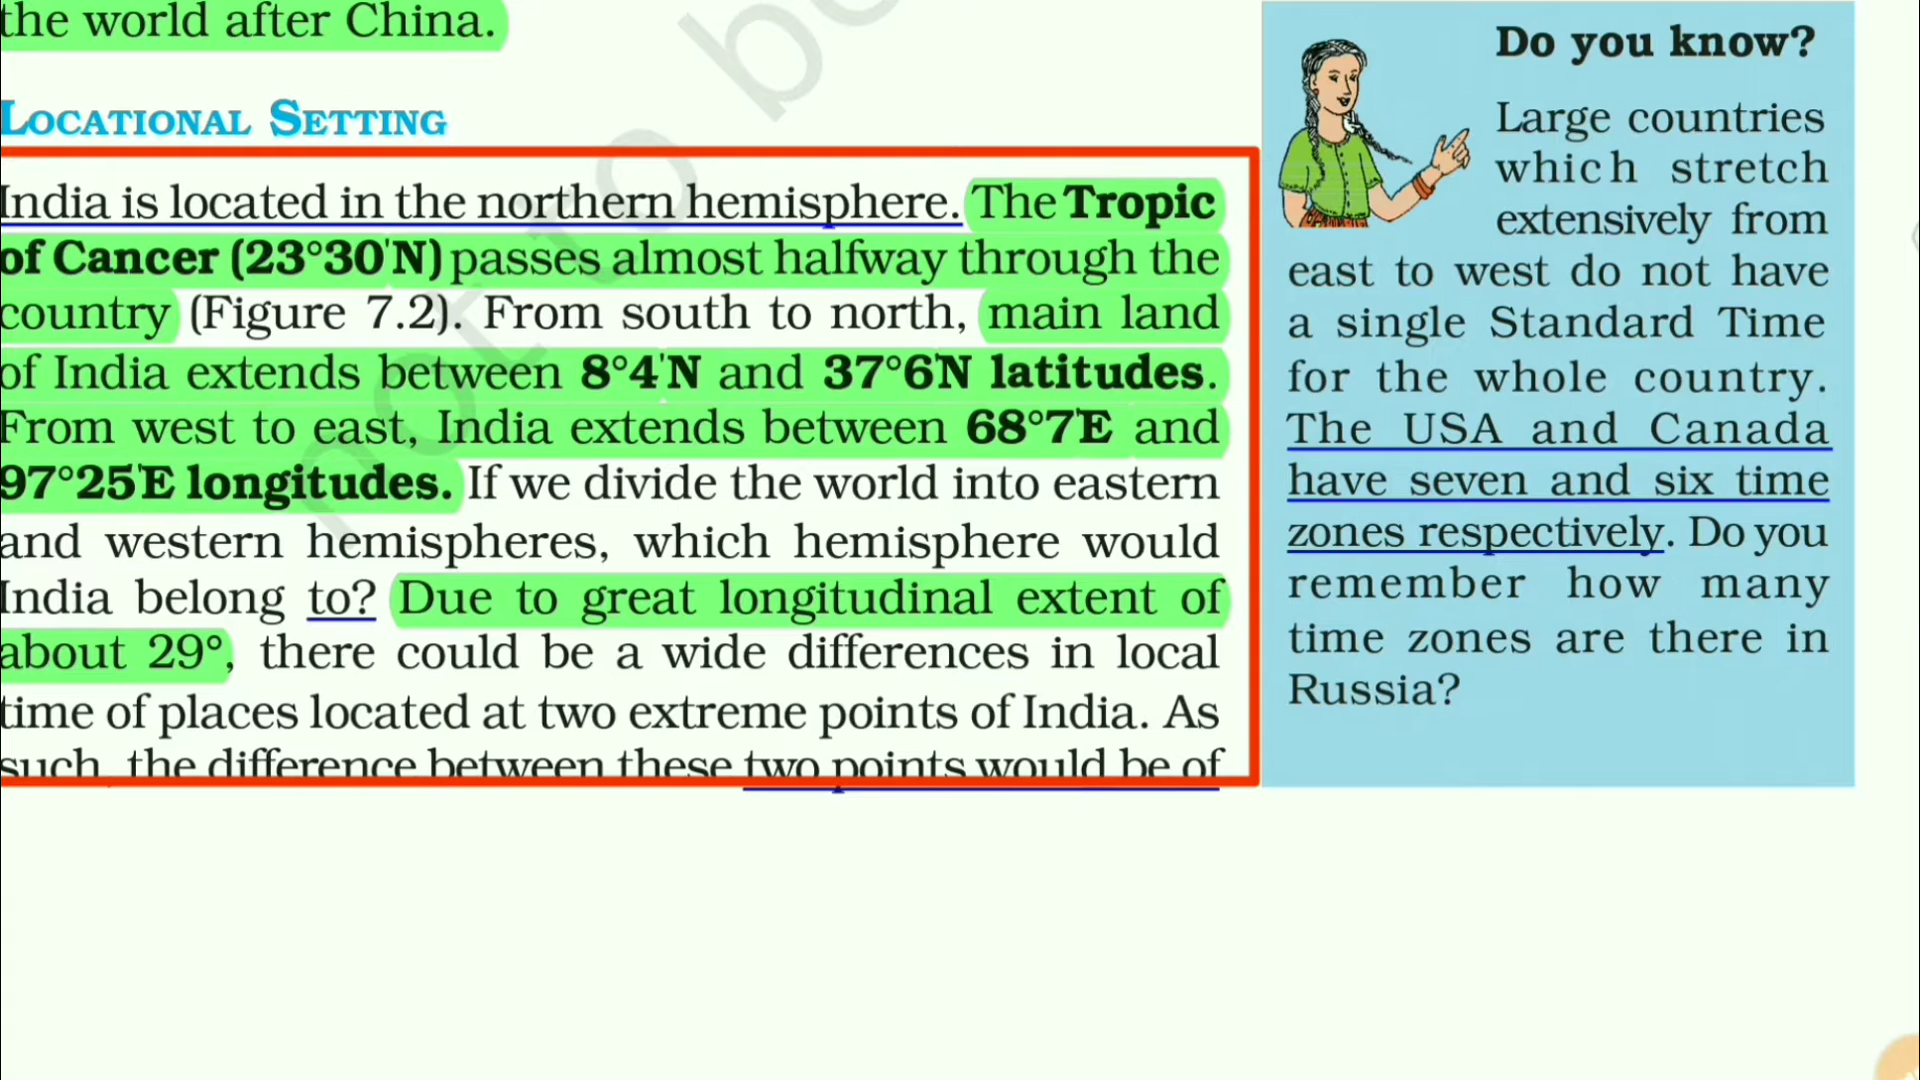 the world after China.
LOCATIONAL SETTING
India is located in the northern hemisphere. The Tropic
of Cancer (23°30'N) passes almost halfway through the
country (Figure 7.2). From south to north, main land
of India extends between 8°4'N and 37°6'N latitudes.
From west to east, India extends between 68°7'E and
97°25'E longitudes. If we divide the world into eastern
and western hemispheres, which hemisphere would
India belong to? Due to great longitudinal extent of
about 29°, there could be a wide differences in local
time of places located at two extreme points of India. As
such, the difference between these two points would be of
Do you know?
Large countries
which stretch
extensively from
east to west do not have
a single Standard Time
for the whole country.
The USA and Canada
have seven and six time
zones respectively. Do you
remember how many
time zones are there in
Russia?
not to be